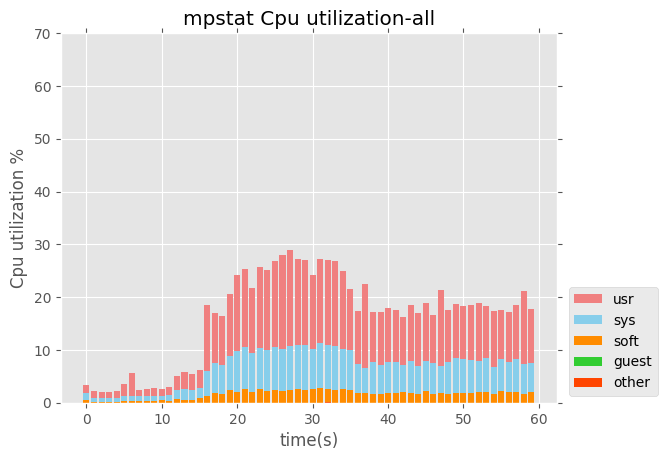 mpstat Cpu utilization-all
70
60
50
40
30
20
10
0
Cpu utilization %
0 10 20 30 40 50 60
time(s)
usr
sys
soft
guest
other